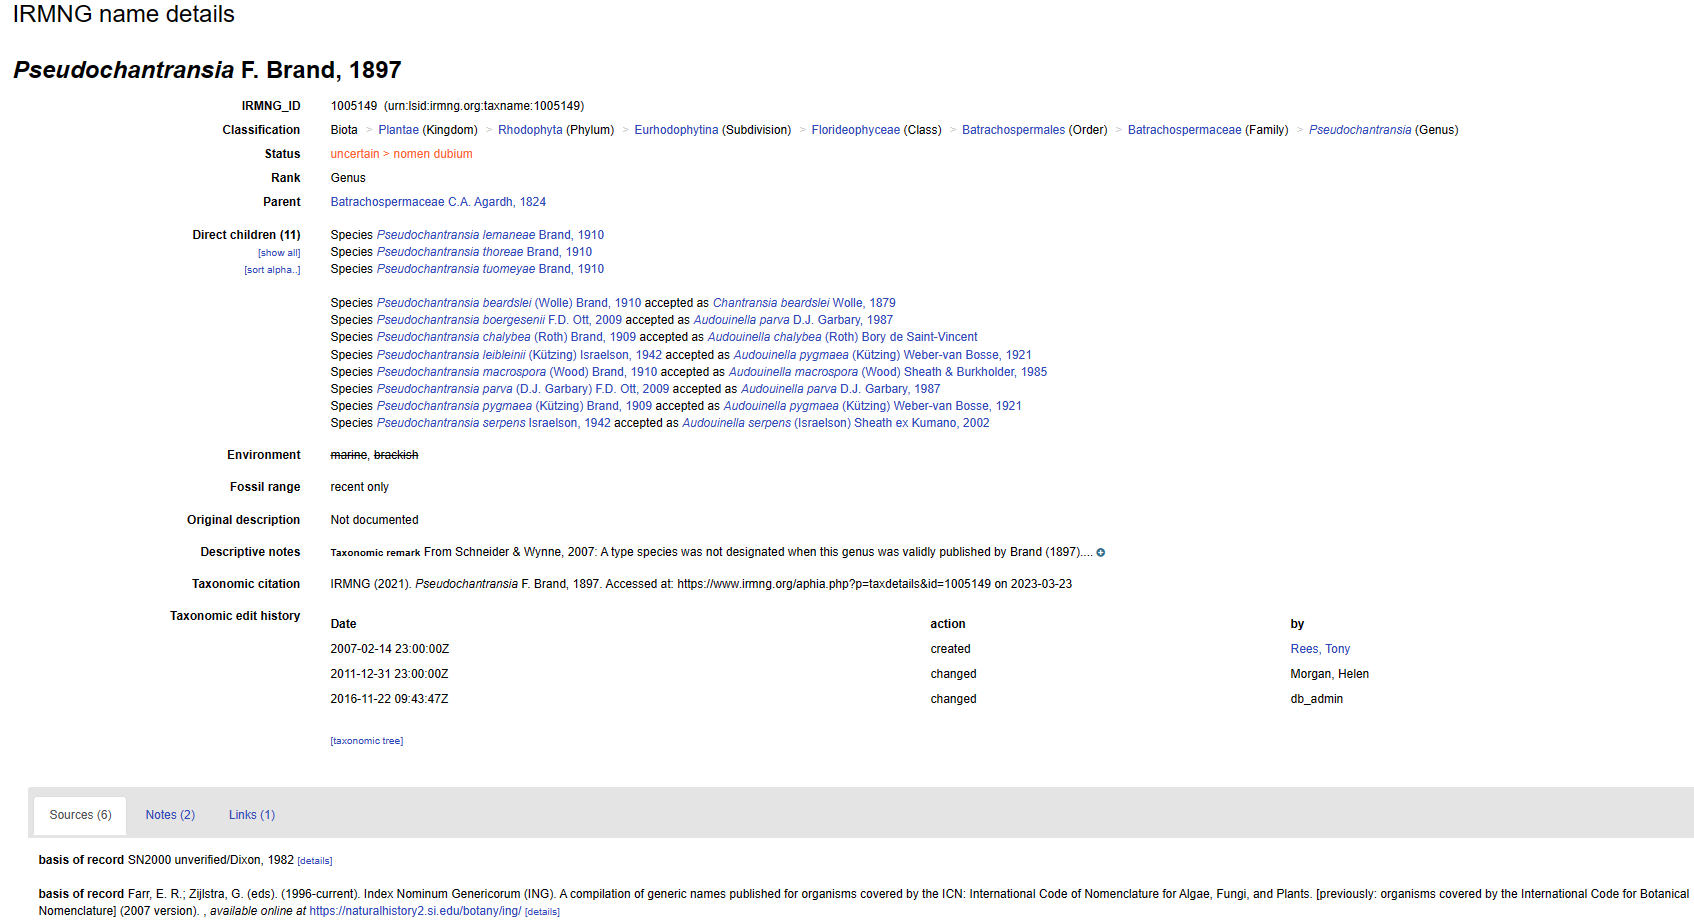 IRMNG name details
Pseudochantransia F. Brand, 1897
IRMNG_ID 1005149 (urn:lsid:irmng.org:taxname:1005149)
Classification Biota > Plantae (Kingdom) > Rhodophyta (Phylum) > Eurhodophytina (Subdivision) > Florideophyceae (Class) > Batrachospermales (Order) > Batrachospermaceae (Family) > Pseudochantransia (Genus)
Status uncertain > nomen dubium
Rank Genus
Parent Batrachospermaceae C.A. Agardh, 1824
Direct children (11) Species Pseudochantransia lemaneae Brand, 1910
[show all] Species Pseudochantransia thoreae Brand, 1910
[sort alpha..] Species Pseudochantransia tuomeyae Brand, 1910
Species Pseudochantransia beardslei (Wolle) Brand, 1910 accepted as Chantransia beardslei Wolle, 1879
Species Pseudochantransia boergesenii F.D. Ott, 2009 accepted as Audouinella parva D.J. Garbary, 1987
Species Pseudochantransia chalybea (Roth) Brand, 1909 accepted as Audouinella chalybea (Roth) Bory de Saint-Vincent
Species Pseudochantransia leibleinii (Kützing) Israelson, 1942 accepted as Audouinella pygmaea (Kützing) Weber-van Bosse, 1921
Species Pseudochantransia macrospora (Wood) Brand, 1910 accepted as Audouinella macrospora (Wood) Sheath & Burkholder, 1985
Species Pseudochantransia parva (D.J. Garbary) F.D. Ott, 2009 accepted as Audouinella parva D.J. Garbary, 1987
Species Pseudochantransia pygmaea (Kützing) Brand, 1909 accepted as Audouinella pygmaea (Kützing) Weber-van Bosse, 1921
Species Pseudochantransia serpens Israelson, 1942 accepted as Audouinella serpens (Israelson) Sheath ex Kumano, 2002
Environment marine, brackish
Fossil range recent only
Original description Not documented
Descriptive notes Taxonomic remark From Schneider & Wynne, 2007: A type species was not designated when this genus was validly published by Brand (1897)....
Taxonomic citation IRMNG (2021). Pseudochantransia F. Brand, 1897. Accessed at: https://www.irmng.org/aphia.php?p=taxdetails&id=1005149 on 2023-03-23
Taxonomic edit history
Date action by
2007-02-14 23:00:00Z created Rees, Tony
2011-12-31 23:00:00Z changed Morgan, Helen
2016-11-22 09:43:47Z changed db_admin
[taxonomic tree]
Sources (6) Notes (2) Links (1)
basis of record SN2000 unverified/Dixon, 1982 [details]
basis of record Farr, E. R.; Zijlstra, G. (eds). (1996-current). Index Nominum Genericorum (ING). A compilation of generic names published for organisms covered by the ICN: International Code of Nomenclature for Algae, Fungi, and Plants. [previously: organisms covered by the International Code for Botanical
Nomenclature] (2007 version). , available online at https://naturalhistory2.si.edu/botany/ing/ [details]